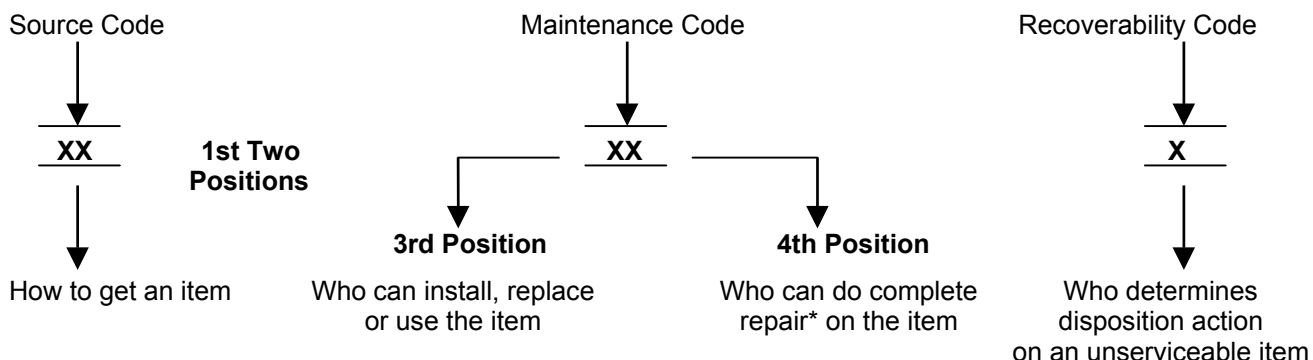 Source Code
Maintenance Code
Recoverability Code
XX
1st Two
Positions
XX
X
3rd Position
4th Position
How to get an item
Who can install, replace
or use the item
Who can do complete
repair* on the item
Who determines
disposition action
on an unserviceable item